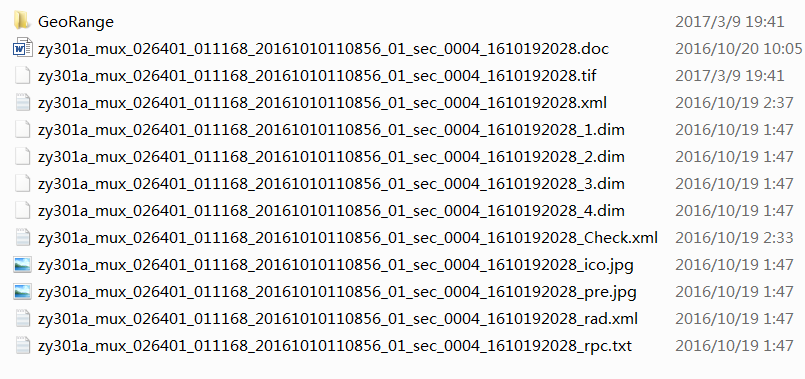 GeoRange 2017/3/9 19:41
zy301a_mux_026401_011168_20161010110856_01_sec_0004_1610192028.doc 2016/10/20 10:05
zy301a_mux_026401_011168_20161010110856_01_sec_0004_1610192028.tif 2017/3/9 19:41
zy301a_mux_026401_011168_20161010110856_01_sec_0004_1610192028.xml 2016/10/19 2:37
zy301a_mux_026401_011168_20161010110856_01_sec_0004_1610192028_1.dim 2016/10/19 1:47
zy301a_mux_026401_011168_20161010110856_01_sec_0004_1610192028_2.dim 2016/10/19 1:47
zy301a_mux_026401_011168_20161010110856_01_sec_0004_1610192028_3.dim 2016/10/19 1:47
zy301a_mux_026401_011168_20161010110856_01_sec_0004_1610192028_4.dim 2016/10/19 1:47
zy301a_mux_026401_011168_20161010110856_01_sec_0004_1610192028_Check.xml 2016/10/19 2:33
zy301a_mux_026401_011168_20161010110856_01_sec_0004_1610192028_ico.jpg 2016/10/19 1:47
zy301a_mux_026401_011168_20161010110856_01_sec_0004_1610192028_pre.jpg 2016/10/19 1:47
zy301a_mux_026401_011168_20161010110856_01_sec_0004_1610192028_rad.xml 2016/10/19 1:47
zy301a_mux_026401_011168_20161010110856_01_sec_0004_1610192028_rpc.txt 2016/10/19 1:47